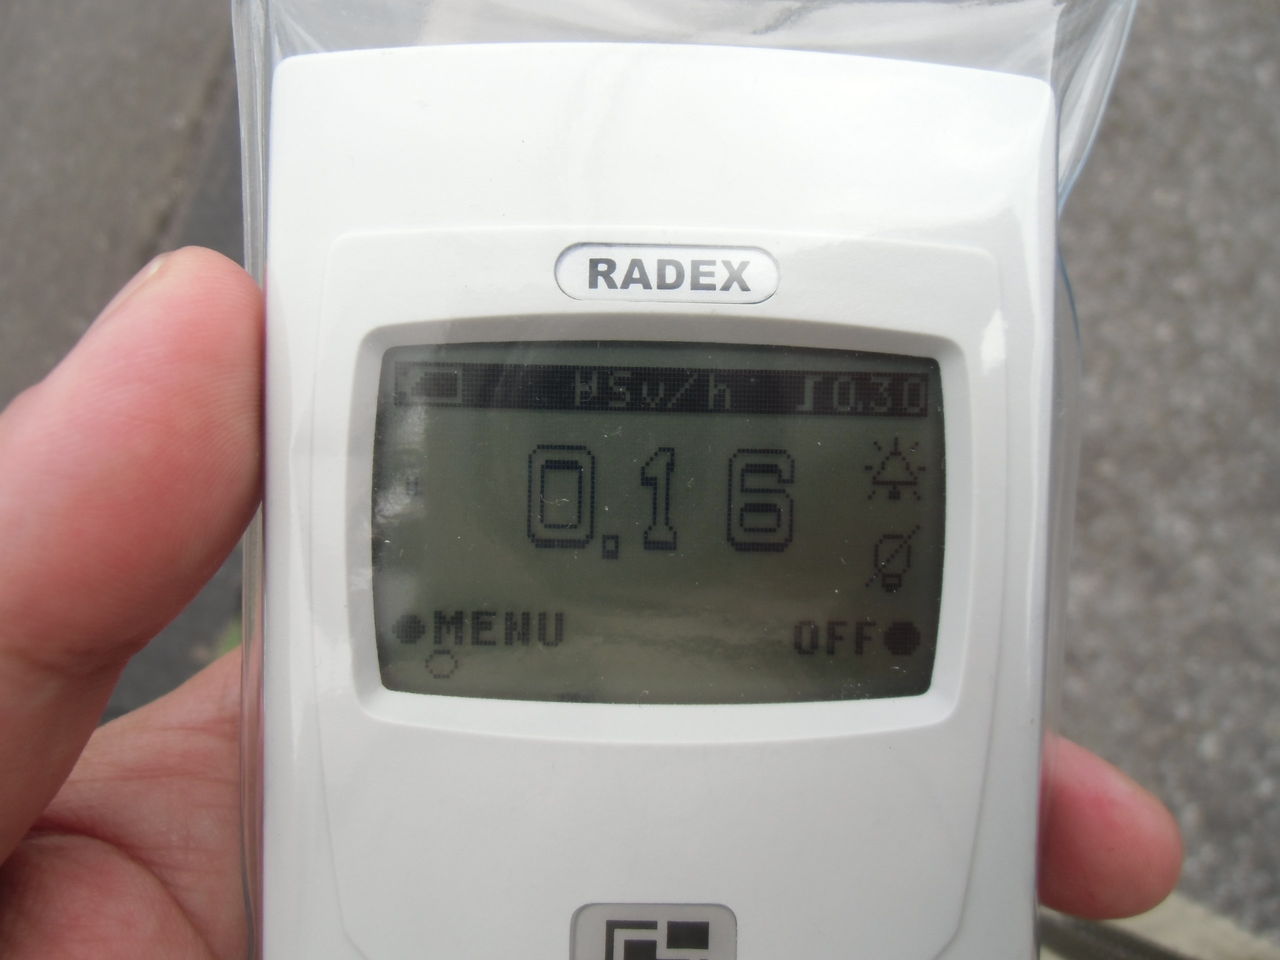 RADEX
µSv/h 0.30
0.16
MENU OFF